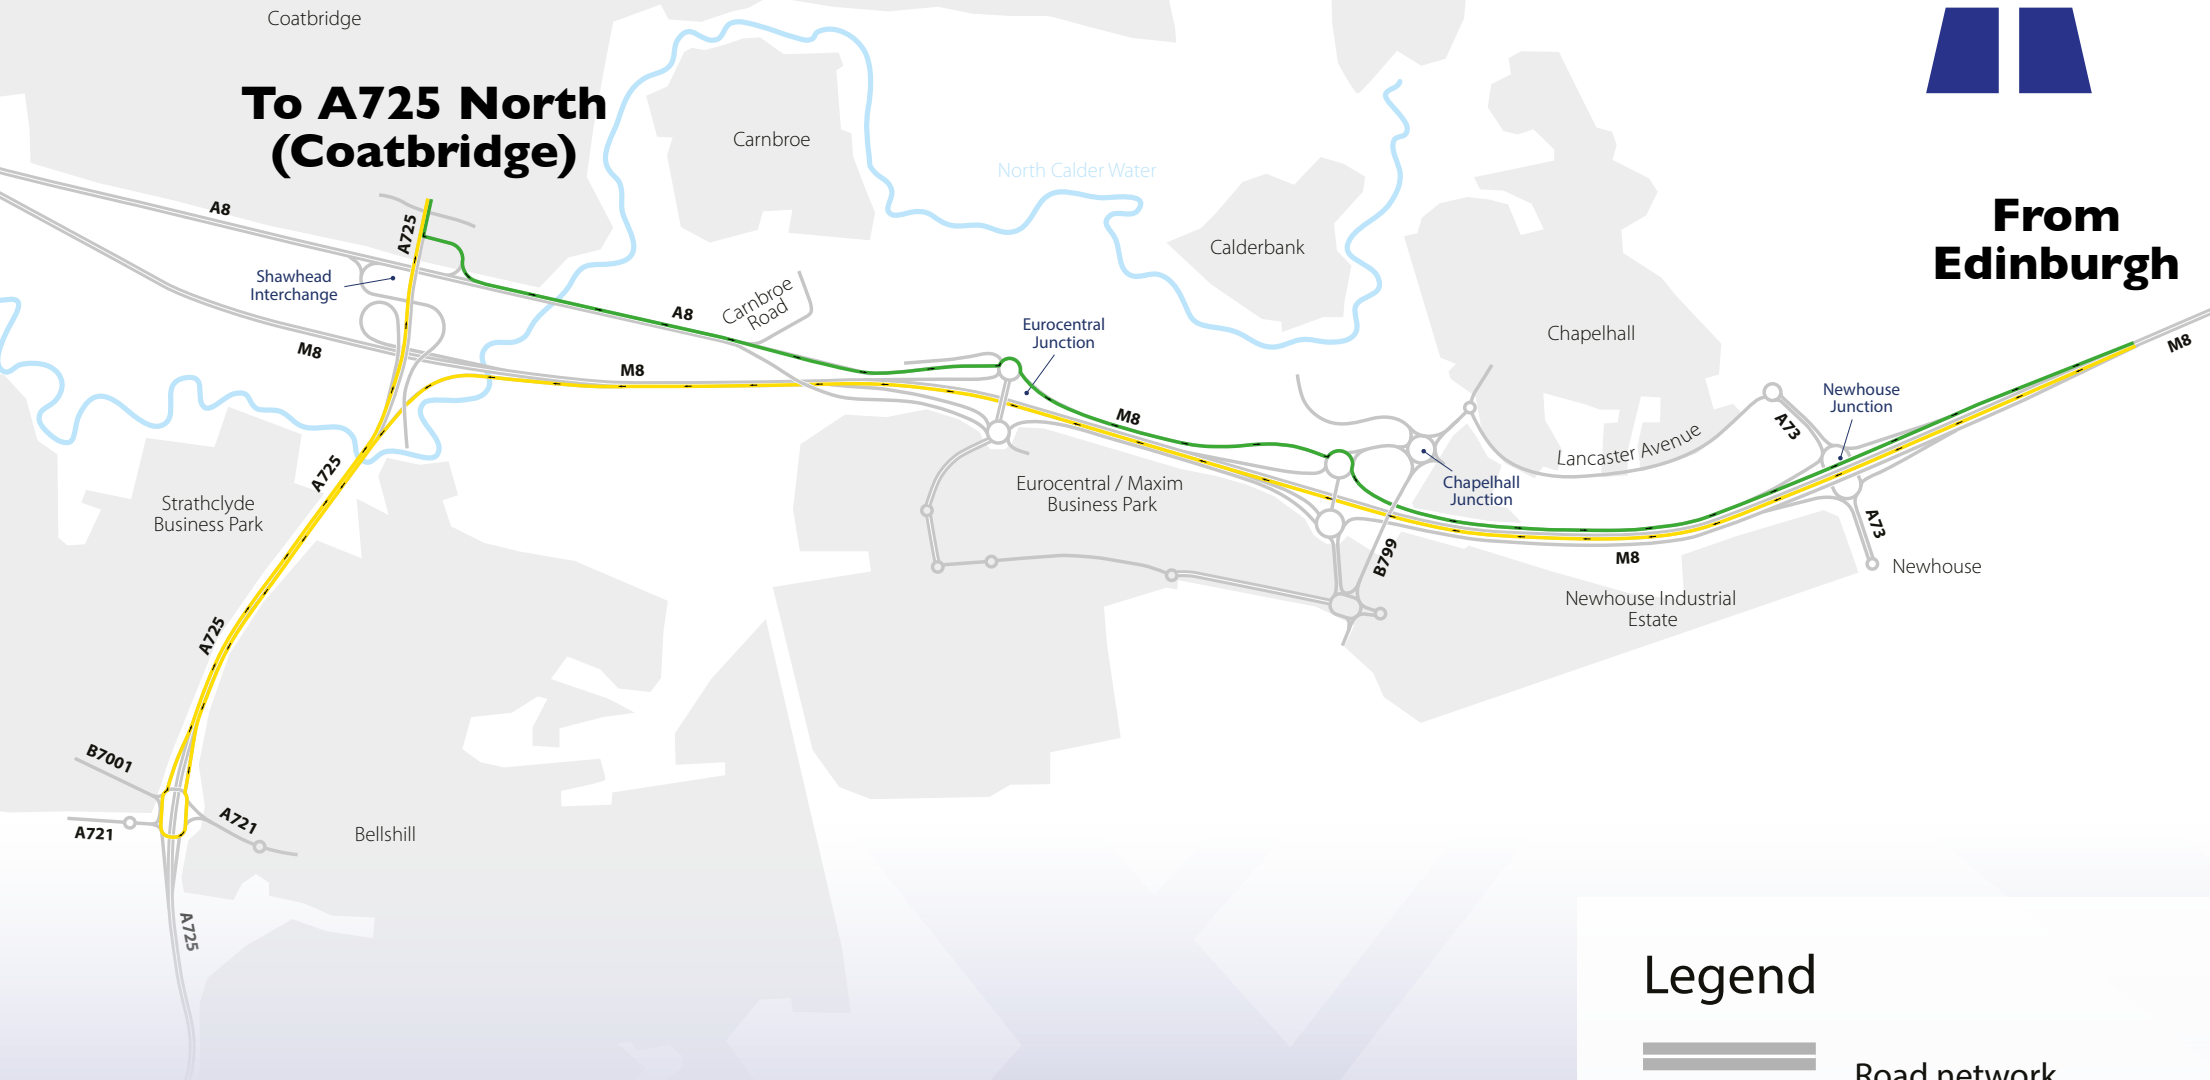 Coatbridge
To A725 North
(Coatbridge)
Carnbroe
North Calder Water
Calderbank
From
Edinburgh
A8
A725
Shawhead
Interchange
A8
Carnbroe
Road
Eurocentral
Junction
Chapelhall
M8
M8
M8
M8
Newhouse
Junction
A73
Lancaster Avenue
Chapelhall
Junction
A725
Strathclyde
Business Park
Eurocentral / Maxim
Business Park
B799
M8
A73
Newhouse
Newhouse Industrial
Estate
A725
B7001
A721
A721
Bellshill
A725
Legend
Road network